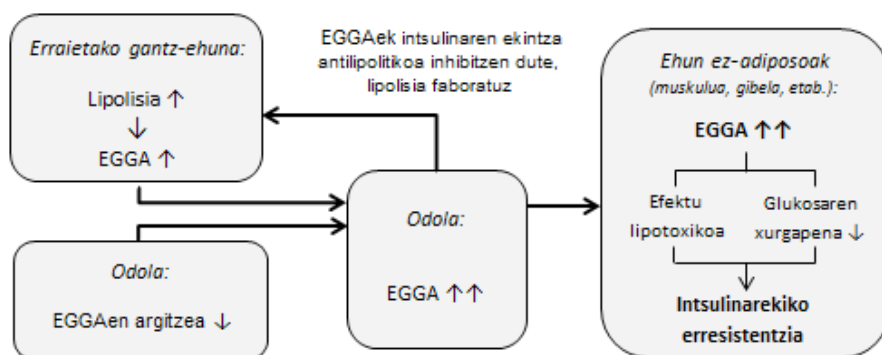 Erraietako gantz-ehuna:
Lipolisia ↑
↓
EGGA ↑
EGGAek intsulinaren ekintza
antilipolitikoa inhibitzen dute,
lipolisia faboratuz
Odola:
EGGAen argitzea ↓
Odola:
EGGA ↑↑
Ehun ez-adiposoak
(muskulua, gibela, etab.):
EGGA ↑↑
Efektu
lipotoxikoa
Glukosaren
xurgapena ↓
Intsulinarekiko
erresistentzia